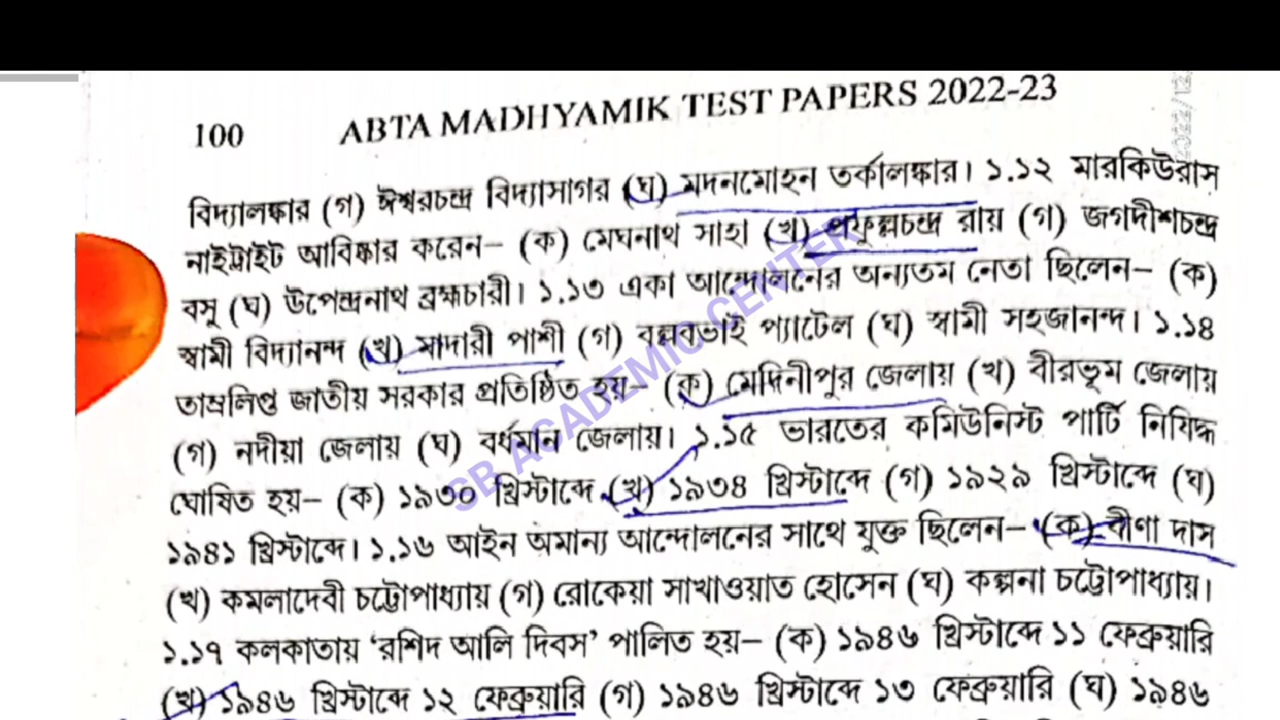 100 ABTA MADHYAMIK TEST PAPERS 2022-23
বিদ্যালঙ্কার (গ) ঈশ্বরচন্দ্র বিদ্যাসাগর (ঘ) মদনমোহন তর্কালঙ্কার। ১.১২ মারকিউরাস
নাইট্রাইট আবিষ্কার করেন– (ক) মেঘনাথ সাহা (খ) প্রফুল্লচন্দ্র রায় (গ) জগদীশচন্দ্র
বসু (ঘ) উপেন্দ্রনাথ ব্রহ্মচারী। ১.১৩ একা আন্দোলনের অন্যতম নেতা ছিলেন– (ক)
স্বামী বিদ্যানন্দ (খ) মাদারী পাশী (গ) বল্লবভাই প্যাটেল (ঘ) স্বামী সহজানন্দ। ১.১৪
তাম্রলিপ্ত জাতীয় সরকার প্রতিষ্ঠিত হয়– (ক) মেদিনীপুর জেলায় (খ) বীরভূম জেলায়
(গ) নদীয়া জেলায় (ঘ) বর্ধমান জেলায়। ১.১৫ ভারতের কমিউনিস্ট পার্টি নিষিদ্ধ
ঘোষিত হয়– (ক) ১৯৩০ খ্রিস্টাব্দে (খ) ১৯৩৪ খ্রিস্টাব্দে (গ) ১৯২৯ খ্রিস্টাব্দে (ঘ)
১৯৪১ খ্রিস্টাব্দে। ১.১৬ আইন অমান্য আন্দোলনের সাথে যুক্ত ছিলেন– (ক) বীণা দাস
(খ) কমলাদেবী চট্টোপাধ্যায় (গ) রোকেয়া সাখাওয়াত হোসেন (ঘ) কল্পনা চট্টোপাধ্যায়।
১.১৭ কলকাতায় ‘রশিদ আলি দিবস’ পালিত হয়– (ক) ১৯৪৬ খ্রিস্টাব্দে ১১ ফেব্রুয়ারি
(খ) ১৯৪৬ খ্রিস্টাব্দে ১২ ফেব্রুয়ারি (গ) ১৯৪৬ খ্রিস্টাব্দে ১৩ ফেব্রুয়ারি (ঘ) ১৯৪৬
SB ACADEMIC CENTER